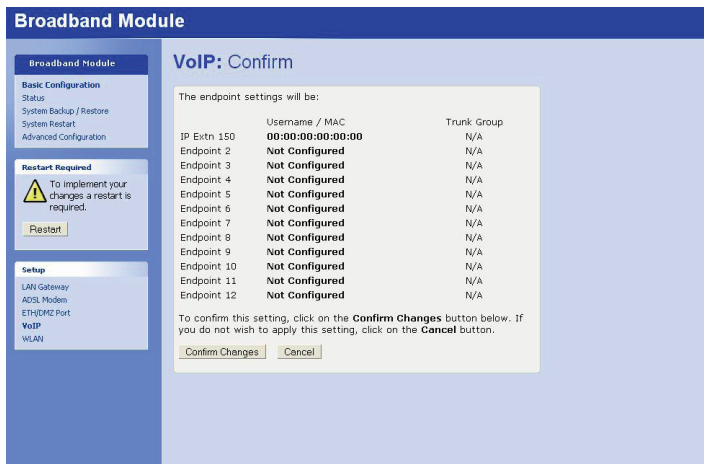 Broadband Module
Broadband Module
Basic Configuration
Status
System Backup / Restore
System Restart
Advanced Configuration
Restart Required
To implement your
changes a restart is
required.
Restart
Setup
LAN Gateway
ADSL Modem
ETH/DMZ Port
VoIP
WLAN
VoIP: Confirm
The endpoint settings will be:
Username / MAC Trunk Group
IP Extn 150 00:00:00:00:00:00 N/A
Endpoint 2 Not Configured N/A
Endpoint 3 Not Configured N/A
Endpoint 4 Not Configured N/A
Endpoint 5 Not Configured N/A
Endpoint 6 Not Configured N/A
Endpoint 7 Not Configured N/A
Endpoint 8 Not Configured N/A
Endpoint 9 Not Configured N/A
Endpoint 10 Not Configured N/A
Endpoint 11 Not Configured N/A
Endpoint 12 Not Configured N/A
To confirm this setting, click on the Confirm Changes button below. If
you do not wish to apply this setting, click on the Cancel button.
Confirm Changes Cancel